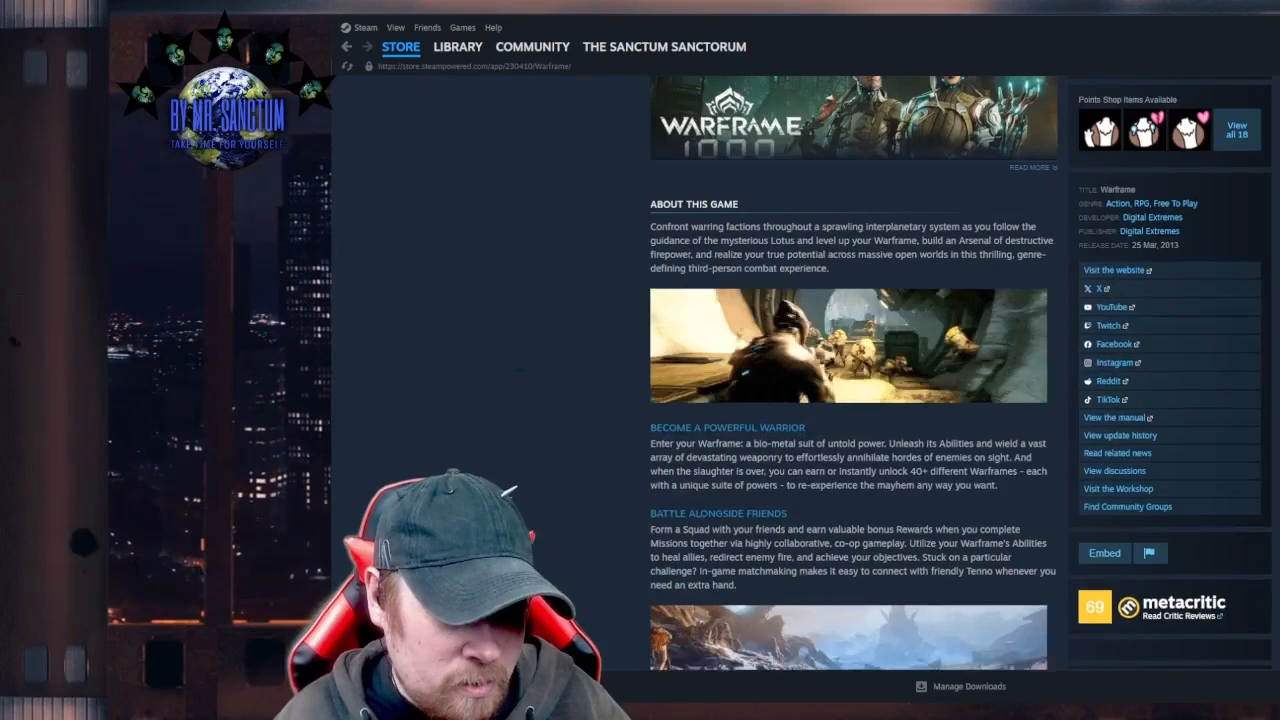 Steam View Friends Games Help
STORE LIBRARY COMMUNITY THE SANCTUM SANCTORUM
https://store.steampowered.com/app/230410/Warframe/
BY MR. SANCTUM
TAKE TIME FOR YOURSELF
WARFRAME
1999
READ MORE
ABOUT THIS GAME
Confront warring factions throughout a sprawling interplanetary system as you follow the
guidance of the mysterious Lotus and level up your Warframe, build an Arsenal of destructive
firepower, and realize your true potential across massive open worlds in this thrilling, genre-
defining third-person combat experience.
BECOME A POWERFUL WARRIOR
Enter your Warframe: a bio-metal suit of untold power. Unleash its Abilities and wield a vast
array of devastating weaponry to effortlessly annihilate hordes of enemies on sight. And
when the slaughter is over, you can earn or instantly unlock 40+ different Warframes - each
with a unique suite of powers - to re-experience the mayhem any way you want.
BATTLE ALONGSIDE FRIENDS
Form a Squad with your friends and earn valuable bonus Rewards when you complete
Missions together via highly collaborative, co-op gameplay. Utilize your Warframe's Abilities
to heal allies, redirect enemy fire, and achieve your objectives. Stuck on a particular
challenge? In-game matchmaking makes it easy to connect with friendly Tenno whenever you
need an extra hand.
Points Shop Items Available
View
all 18
TITLE: Warframe
GENRE: Action, RPG, Free To Play
DEVELOPER: Digital Extremes
PUBLISHER: Digital Extremes
RELEASE DATE: 25 Mar, 2013
Visit the website
X
YouTube
Twitch
Facebook
Instagram
Reddit
TikTok
View the manual
View update history
Read related news
View discussions
Visit the Workshop
Find Community Groups
Embed
69 metacritic
Read Critic Reviews
Manage Downloads